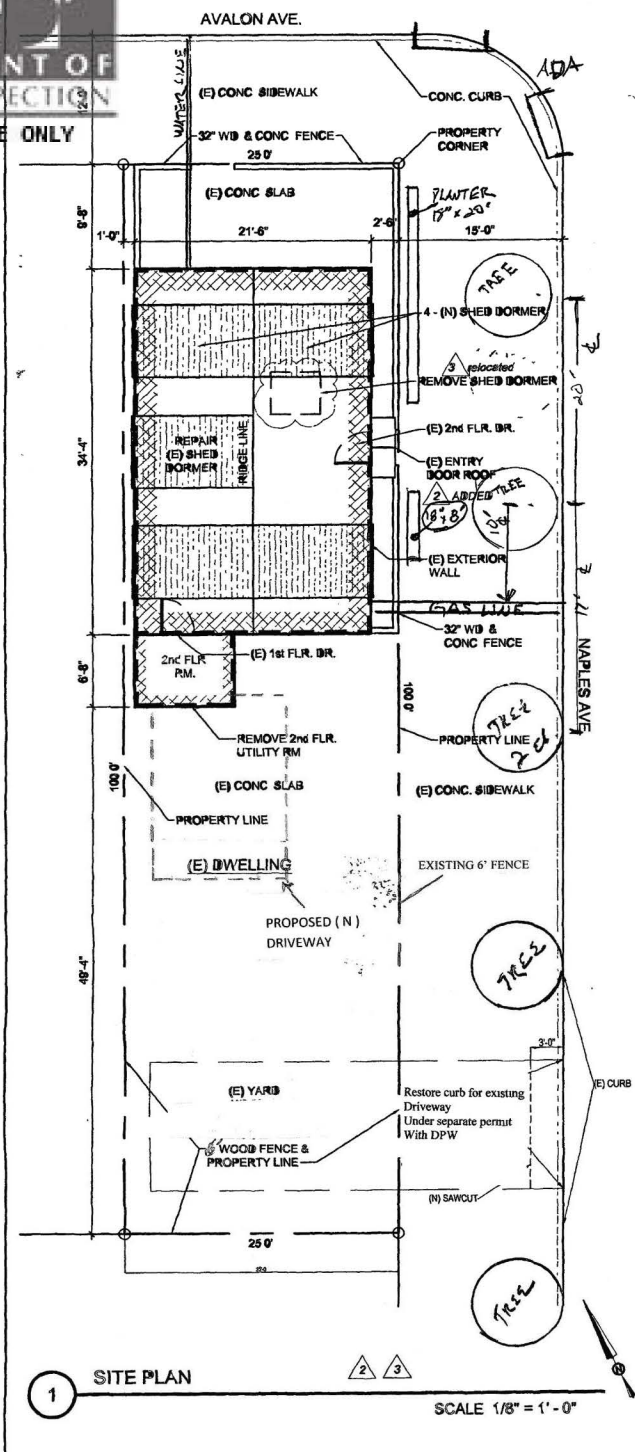 NT OF
ECTION
E ONLY
AVALON AVE.
ADA
(E) CONC SIDEWALK
CONC. CURB
32" WD & CONC FENCE
PROPERTY
CORNER
25 0'
(E) CONC SLAB
PLANTER
9'-8"
1'-0"
21'-6"
2'-6"
15'-0"
TREE
4 - (N) SHED DORMER
3
relocated
REMOVE SHED DORMER
(E) 2nd FLR. DR.
34'-4"
REPAIR
(E) SHED
DORMER
RIDGE LINE
(E) ENTRY
DOOR ROOF
2
ADDED
TREE
(E) EXTERIOR
WALL
GAS LINE
32" WD &
CONC FENCE
(E) 1st FLR. DR.
2nd FLR
RM.
6'-8"
NAPLES AVE
REMOVE 2nd FLR.
UTILITY RM
100 0'
PROPERTY LINE
TREE
(E) CONC SLAB
(E) CONC. SIDEWALK
100 0'
PROPERTY LINE
(E) DWELLING
EXISTING 6' FENCE
PROPOSED ( N )
DRIVEWAY
49'-4"
TREE
3'-0"
(E) YARD
Restore curb for existing
Driveway
Under separate permit
With DPW
(E) CURB
WOOD FENCE &
PROPERTY LINE
(N) SAWCUT
25 0'
TREE
1
SITE PLAN
2
3
N
SCALE 1/8" = 1' - 0"